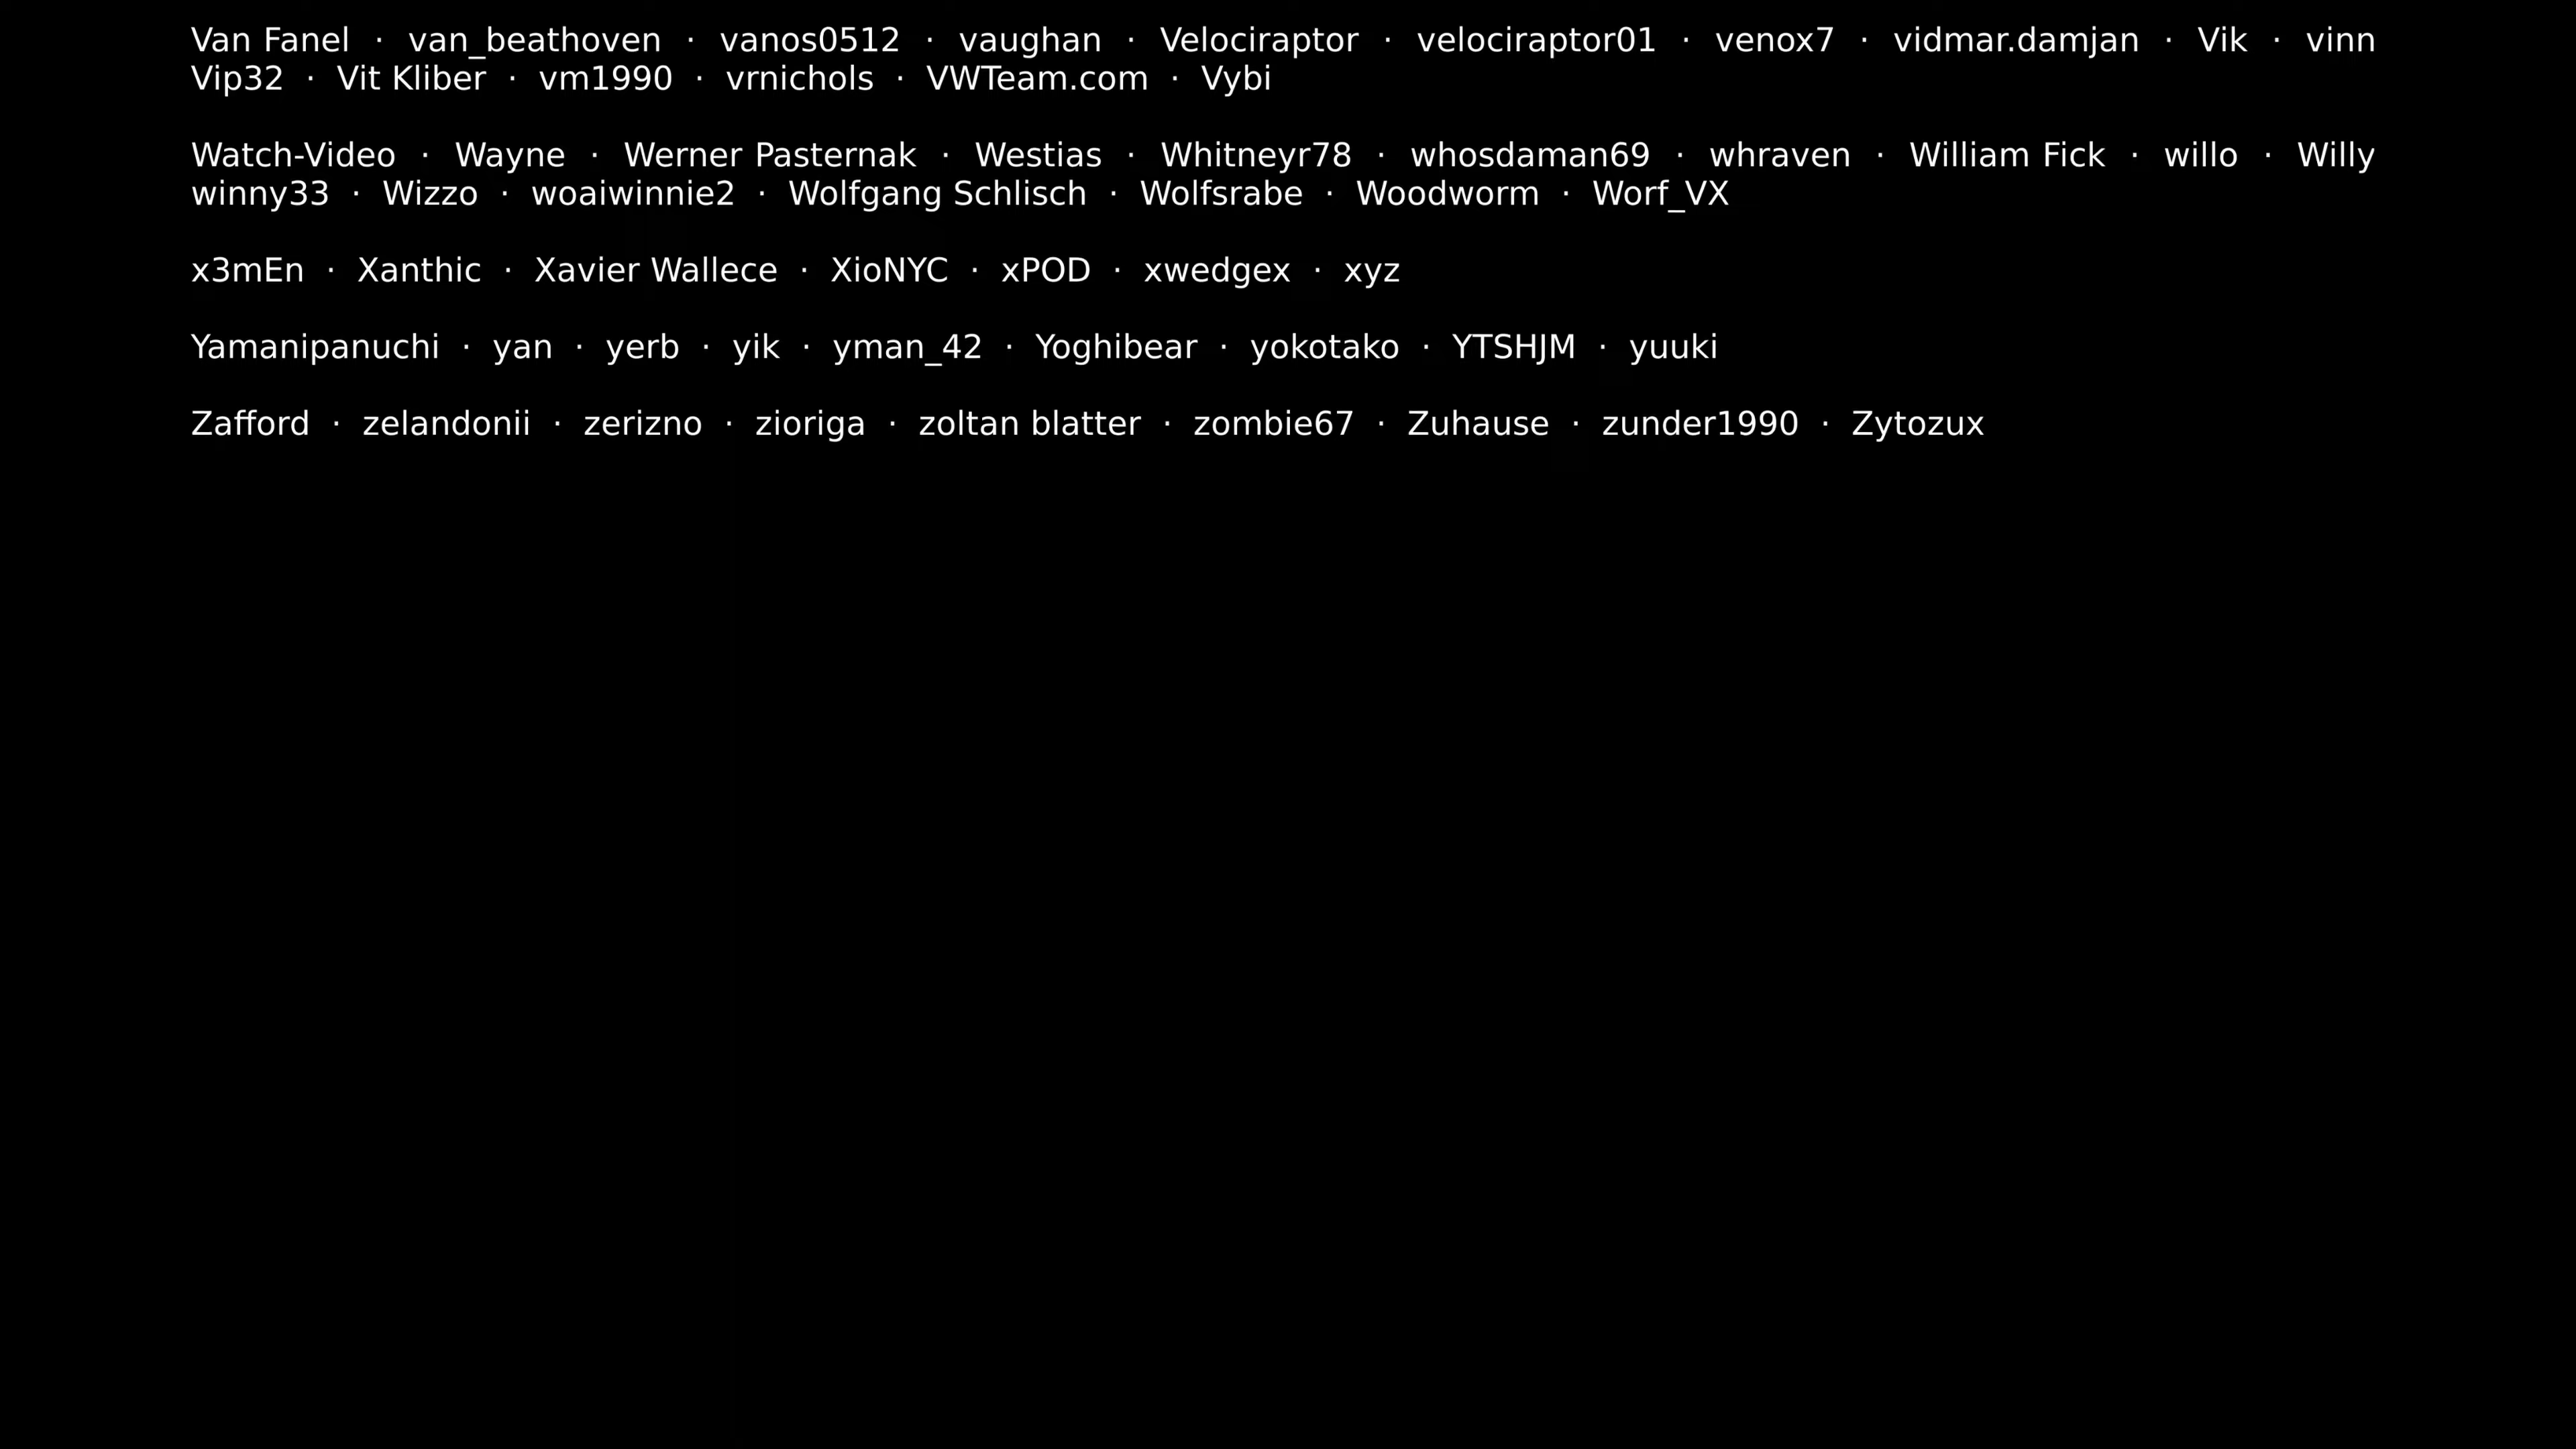 Van Fanel · van_beathoven · vanos0512 · vaughan · Velociraptor · velociraptor01 · venox7 · vidmar.damjan · Vik · vinn
Vip32 · Vit Kliber · vm1990 · vrnichols · VWTeam.com · Vybi
Watch-Video · Wayne · Werner Pasternak · Westias · Whitneyr78 · whosdaman69 · whraven · William Fick · willo · Willy
winny33 · Wizzo · woaiwinnie2 · Wolfgang Schlisch · Wolfsrabe · Woodworm · Worf_VX
x3mEn · Xanthic · Xavier Wallece · XioNYC · xPOD · xwedgex · xyz
Yamanipanuchi · yan · yerb · yik · yman_42 · Yoghibear · yokotako · YTSHJM · yuuki
Zafford · zelandonii · zerizno · zioriga · zoltan blatter · zombie67 · Zuhause · zunder1990 · Zytozux